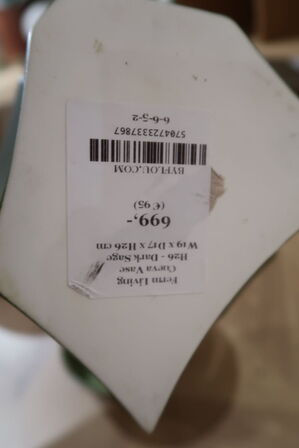 Ferm Living
Cueva Vase
H26 - Dark Sage
W19 x D17 x H26 cm
699,-
(€ 95)
BYFLOU.COM
5704723337867
6-6-5-2